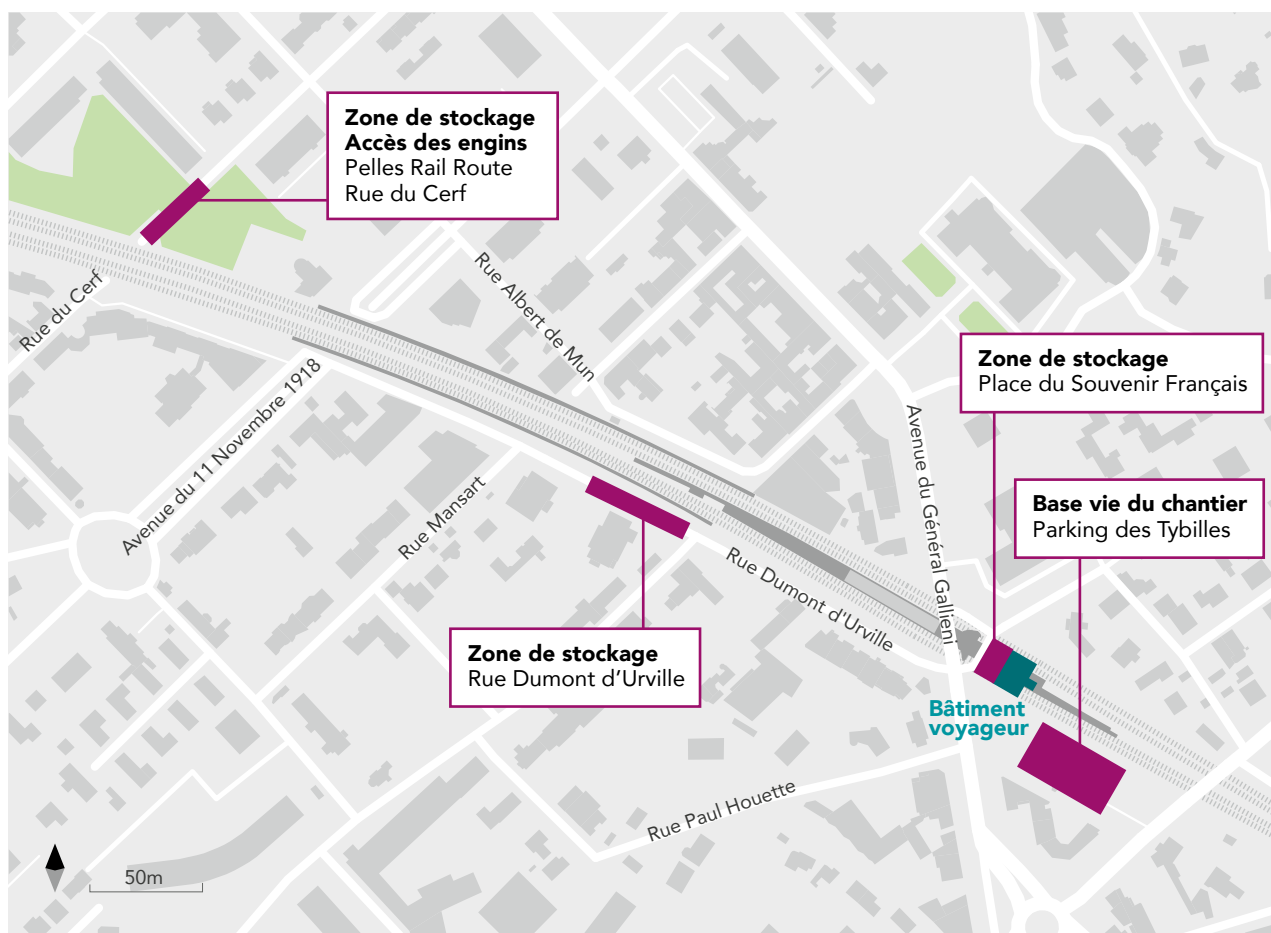 Zone de stockage
Accès des engins
Pelles Rail Route
Rue du Cerf
Rue du Cerf
Rue Albert de Mun
Avenue du 11 Novembre 1918
Rue Mansart
Zone de stockage
Place du Souvenir Français
Avenue du Général Gallieni
Base vie du chantier
Parking des Tybilles
Rue Dumont d'Urville
Zone de stockage
Rue Dumont d'Urville
Bâtiment
voyageur
Rue Paul Houette
50m